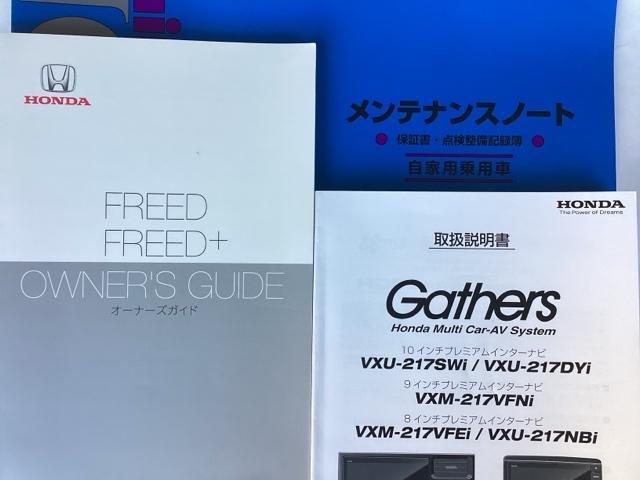 HONDA
FREED
FREED+
OWNER'S GUIDE
オーナーズガイド
メンテナンスノート
● 保証書・点検整備記録簿 ●
自家用乗用車
HONDA
The Power of Dreams
取扱説明書
Gathers
Honda Multi Car-AV System
10インチプレミアムインターナビ
VXU-217SWi / VXU-217DYi
9インチプレミアムインターナビ
VXM-217VFNi
8インチプレミアムインターナビ
VXM-217VFEi / VXU-217NBi